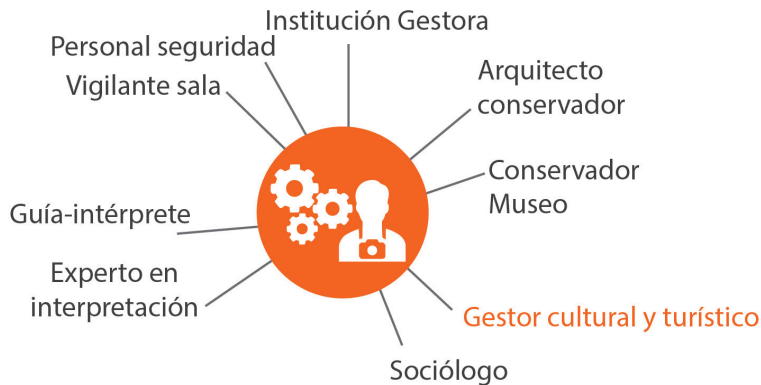 Institución Gestora
Personal seguridad
Vigilante sala
Arquitecto
conservador
Conservador
Museo
Guía-intérprete
Experto en
interpretación
Gestor cultural y turístico
Sociólogo